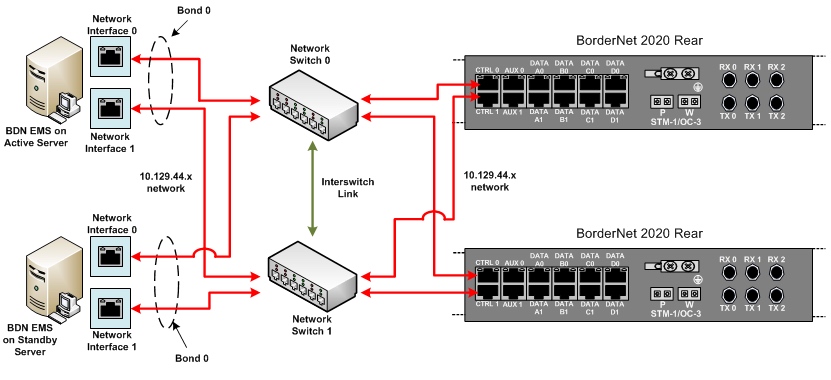 Bond 0
Network
Interface 0
BDN EMS on
Active Server
Network
Interface 1
Network
Switch 0
10.129.44.x
network
Interswitch
Link
10.129.44.x
network
Network
Interface 0
BDN EMS
on Standby
Server
Network
Interface 1
Bond 0
Network
Switch 1
BorderNet 2020 Rear
CTRL 0 AUX 0 DATA A0 DATA B0 DATA C0 DATA D0
CTRL 1 AUX 1 DATA A1 DATA B1 DATA C1 DATA D1
P W
STM-1/OC-3
RX 0 RX 1 RX 2
TX 0 TX 1 TX 2
BorderNet 2020 Rear
CTRL 0 AUX 0 DATA A0 DATA B0 DATA C0 DATA D0
CTRL 1 AUX 1 DATA A1 DATA B1 DATA C1 DATA D1
P W
STM-1/OC-3
RX 0 RX 1 RX 2
TX 0 TX 1 TX 2